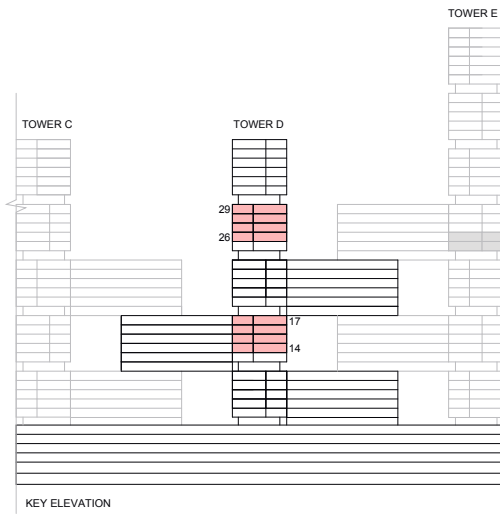 TOWER E
TOWER C
TOWER D
29
26
17
14
KEY ELEVATION